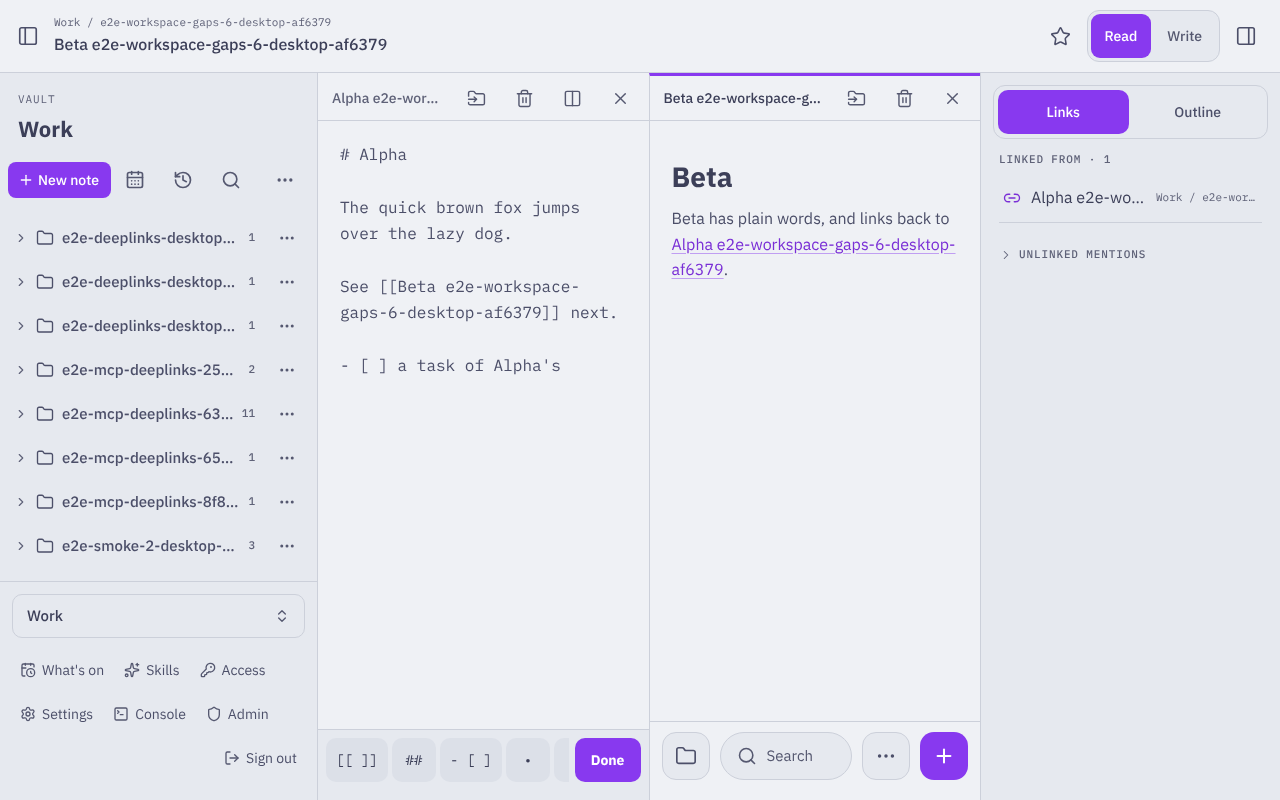 Work / e2e-workspace-gaps-6-desktop-af6379
Beta e2e-workspace-gaps-6-desktop-af6379
Read
Write
VAULT
Work
New note
e2e-deeplinks-desktop... 1
e2e-deeplinks-desktop... 1
e2e-deeplinks-desktop... 1
e2e-mcp-deeplinks-25... 2
e2e-mcp-deeplinks-63... 11
e2e-mcp-deeplinks-65... 1
e2e-mcp-deeplinks-8f8... 1
e2e-smoke-2-desktop-... 3
Work
What's on
Skills
Access
Settings
Console
Admin
Sign out
Alpha e2e-wor...
# Alpha
The quick brown fox jumps
over the lazy dog.
See [[Beta e2e-workspace-
gaps-6-desktop-af6379]] next.
- [ ] a task of Alpha's
[[ ]]
##
- [ ]
•
Done
Beta e2e-workspace-g...
Beta
Beta has plain words, and links back to
Alpha e2e-workspace-gaps-6-desktop-
af6379.
Search
Links
Outline
LINKED FROM · 1
Alpha e2e-wo... Work / e2e-wor...
UNLINKED MENTIONS